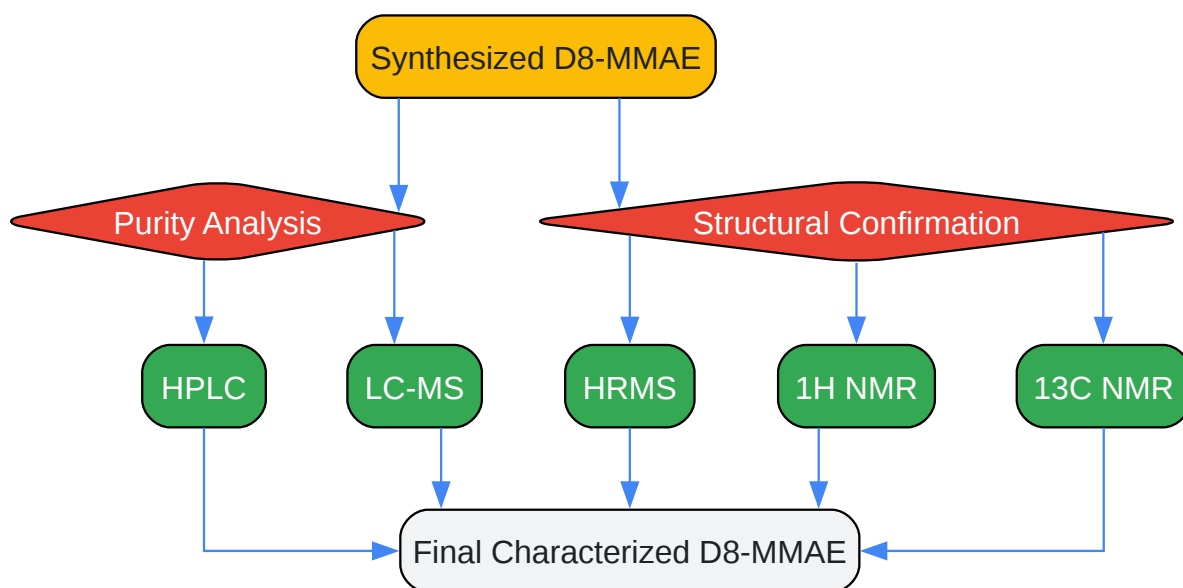 Synthesized D8-MMAE
Purity Analysis
Structural Confirmation
HPLC
LC-MS
HRMS
1H NMR
13C NMR
Final Characterized D8-MMAE